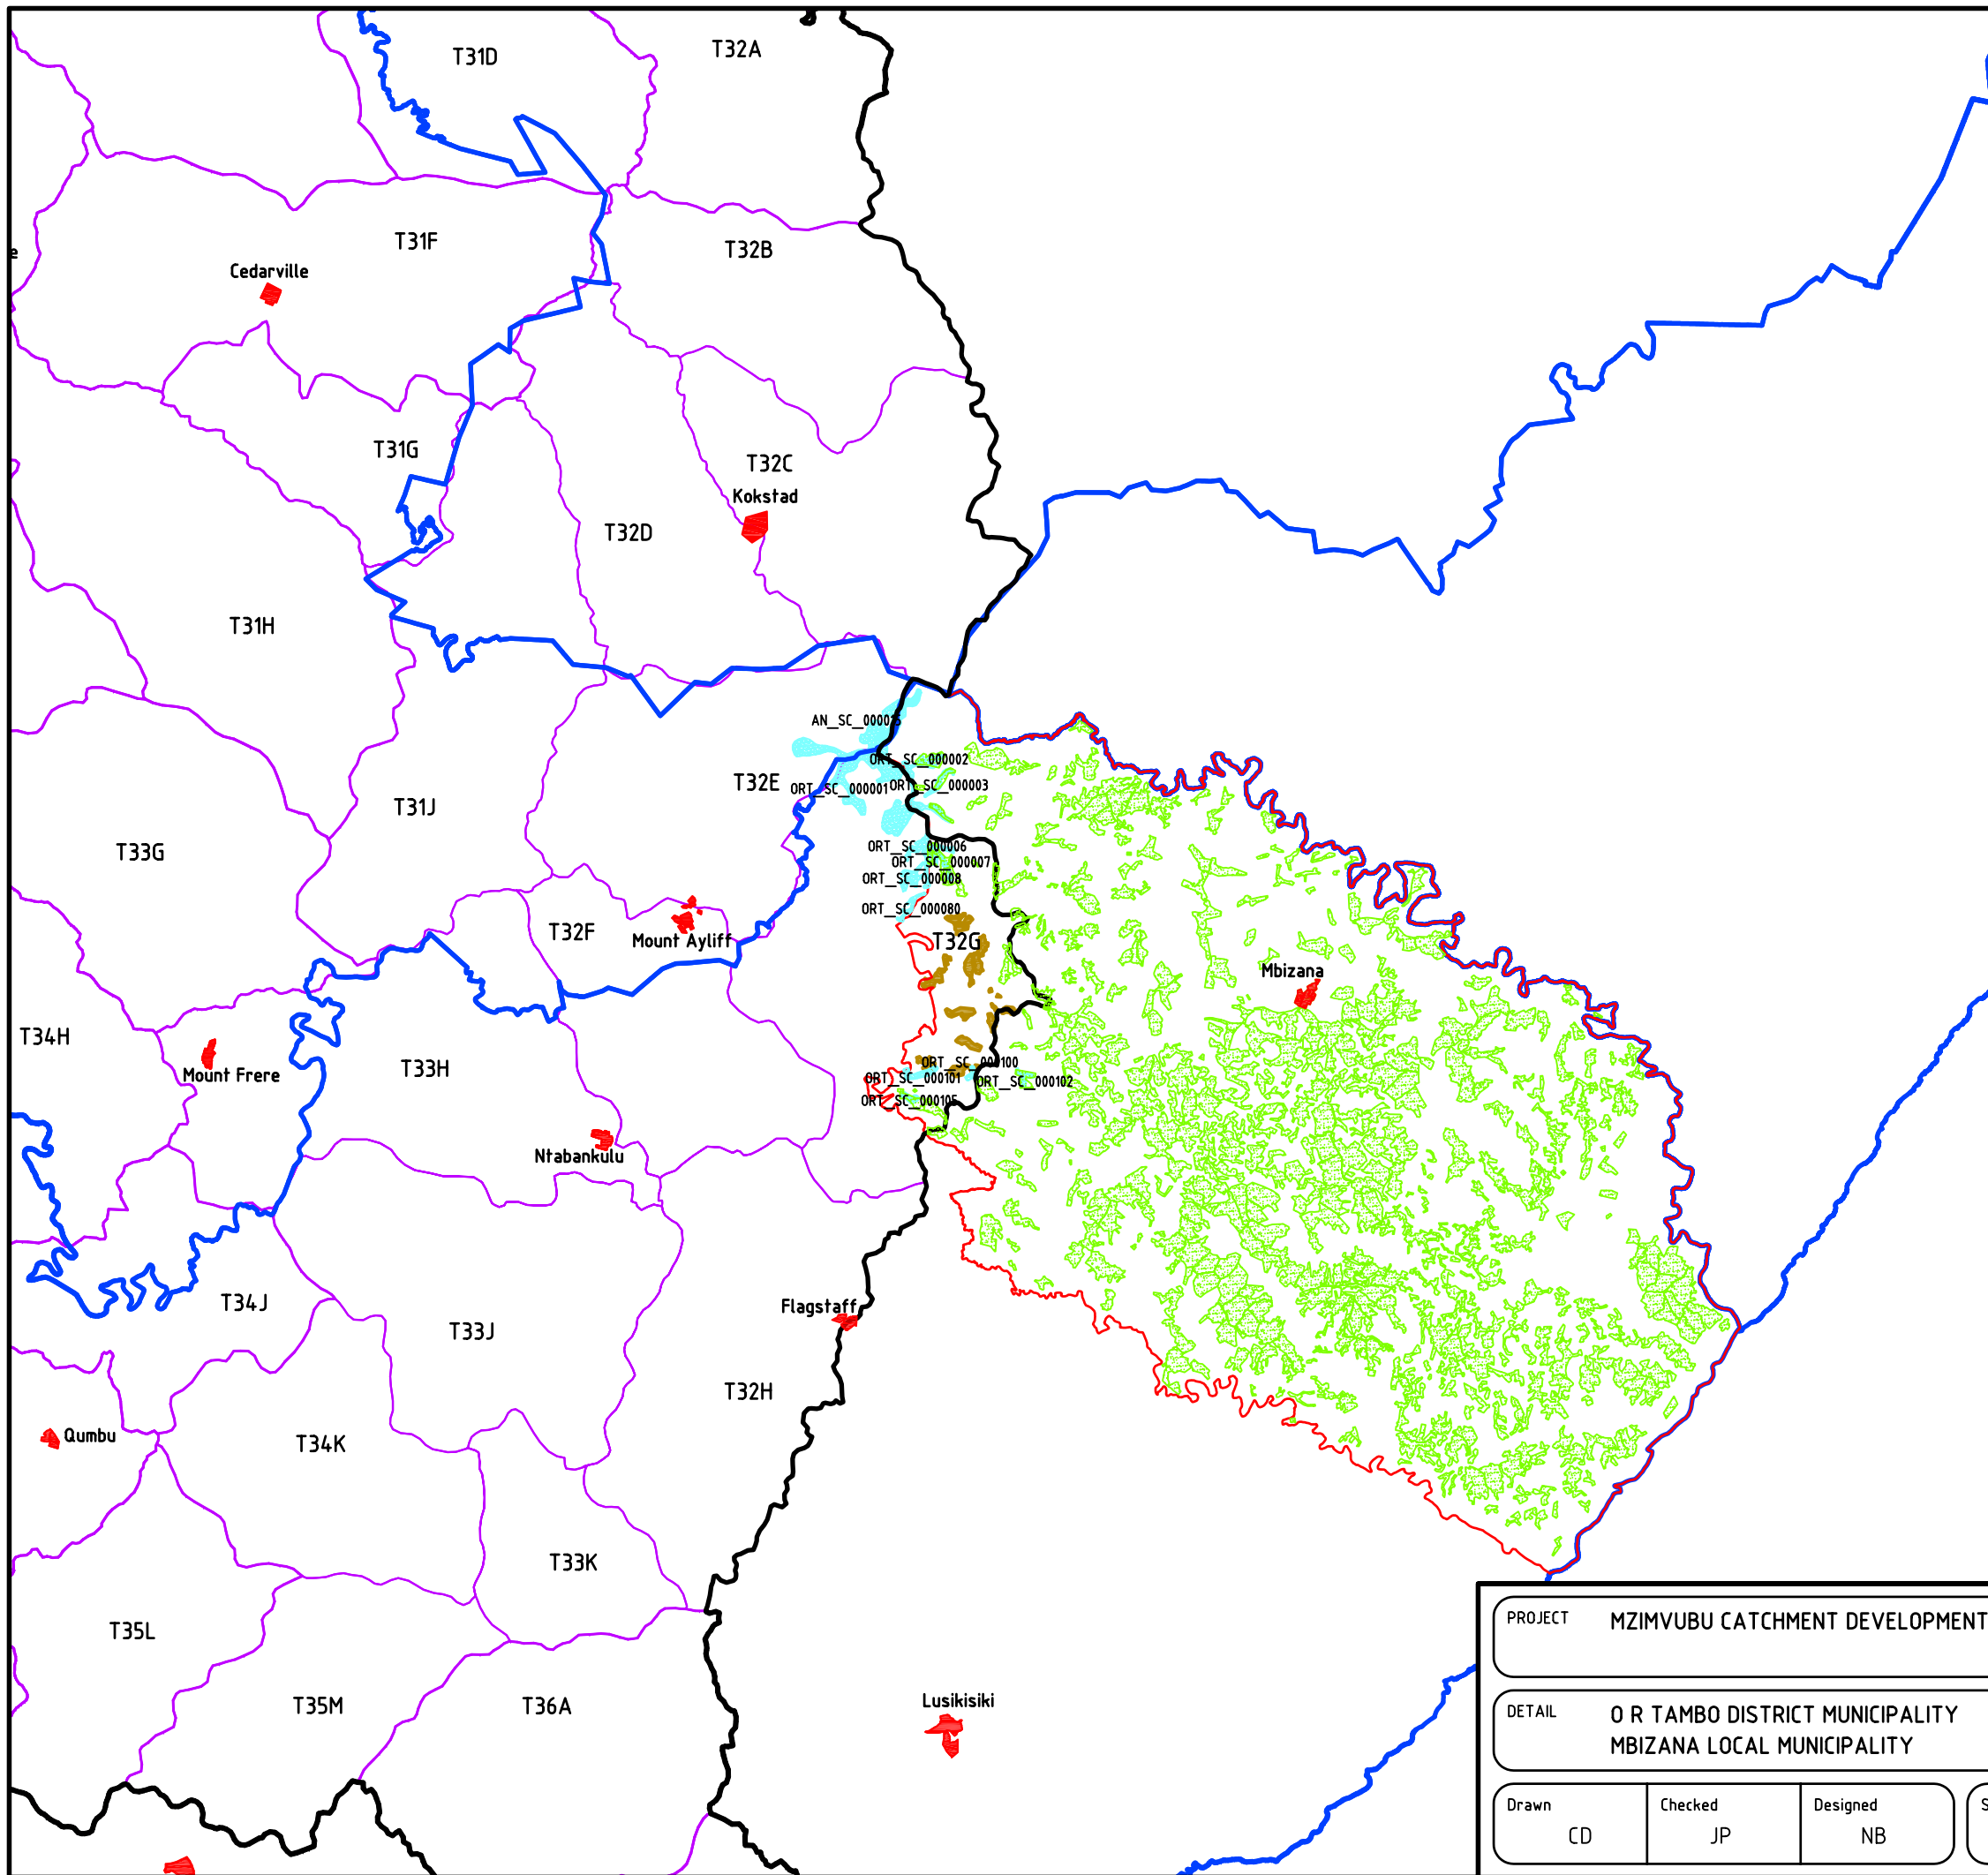 T31D
T32A
T31F
T32B
e
Cedarville
T31G
T32C
Kokstad
T32D
T31H
AN_SC_000025
ORT_SC_000002
T32E
ORT_SC_000001
ORT_SC_000003
T31J
T33G
ORT_SC_000006
ORT_SC_000007
ORT_SC_000008
ORT_SC_000080
T32F
Mount Ayliff
T32G
Mbizana
T34H
Mount Frere
T33H
ORT_SC_000100
ORT_SC_000101
ORT_SC_000102
ORT_SC_000105
Ntabankulu
T34J
Flagstaff
T33J
T32H
Qumbu
T34K
T33K
T35L
T35M
T36A
Lusikisiki
PROJECT MZIMVUBU CATCHMENT DEVELOPMENT
DETAIL O R TAMBO DISTRICT MUNICIPALITY
MBIZANA LOCAL MUNICIPALITY
Drawn Checked Designed
CD JP NB